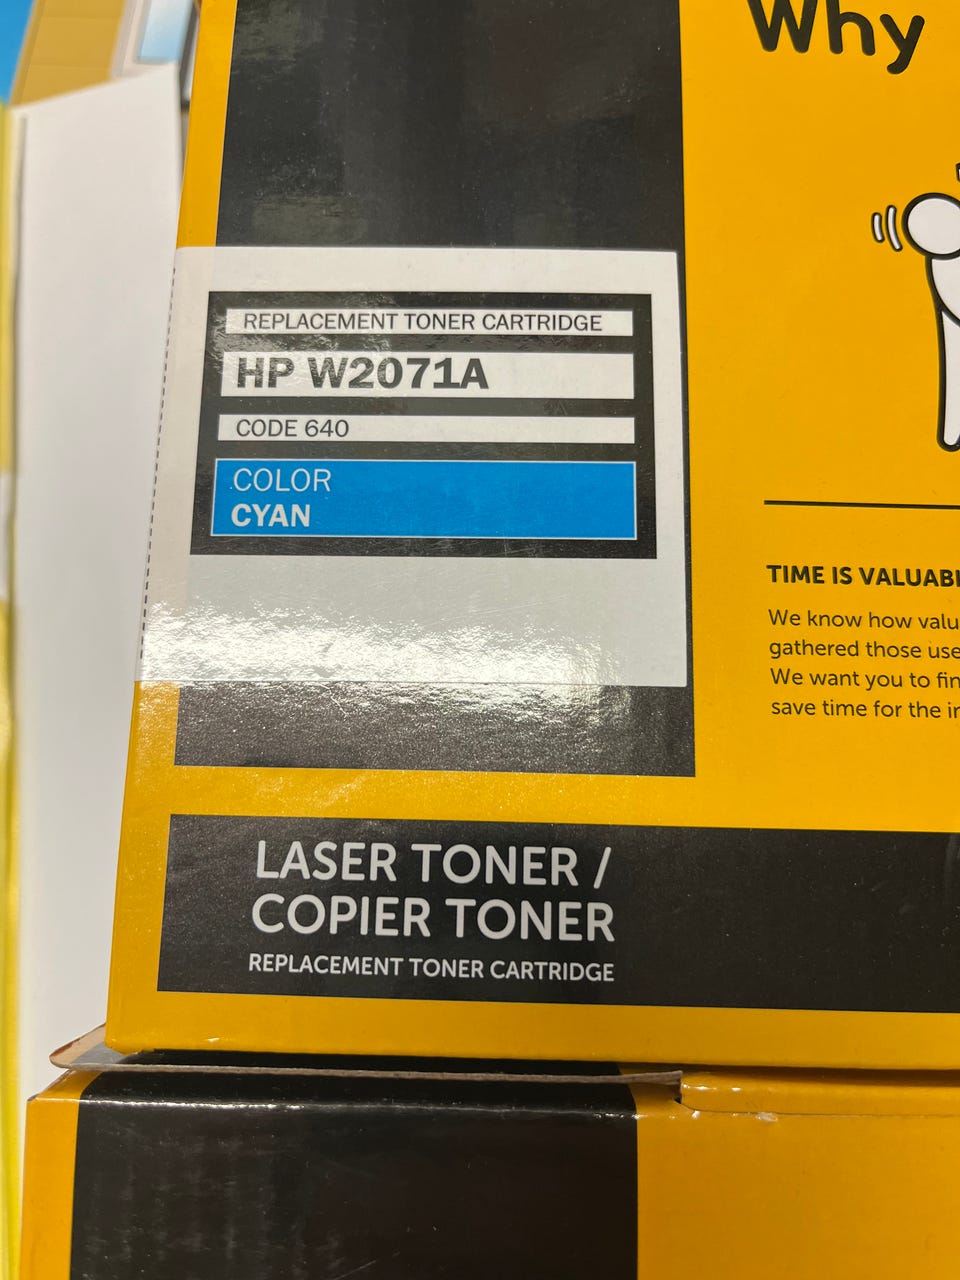 Why
REPLACEMENT TONER CARTRIDGE
HP W2071A
CODE 640
COLOR
CYAN
TIME IS VALUABL
We know how valu
gathered those use
We want you to fin
save time for the in
LASER TONER /
COPIER TONER
REPLACEMENT TONER CARTRIDGE